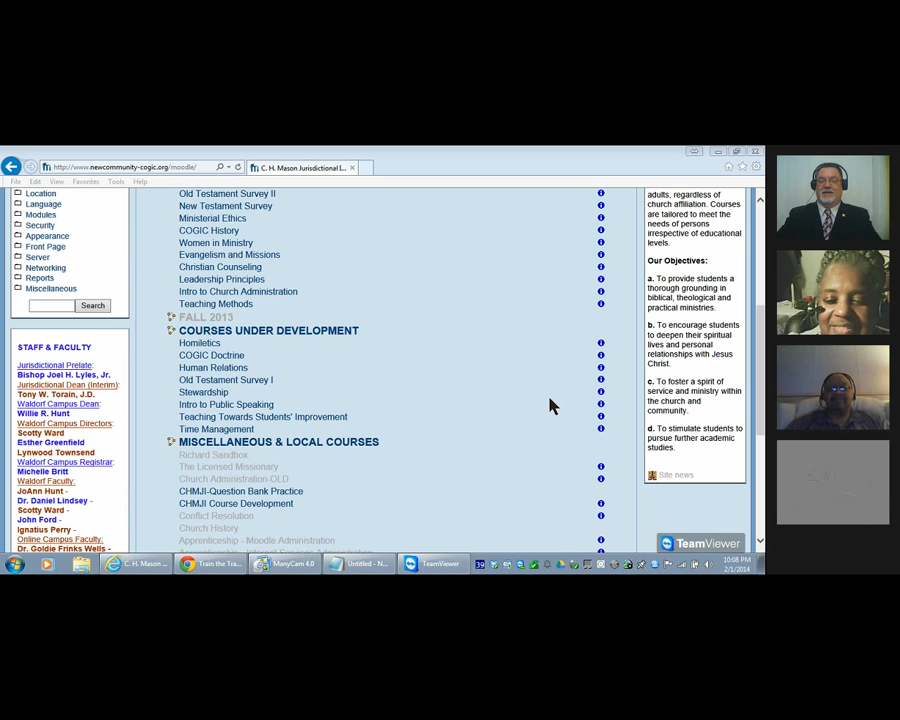 http://www.newcommunity-cogic.org/moodle/
C. H. Mason Jurisdictional I...
File Edit View Favorites Tools Help
Location
Language
Modules
Security
Appearance
Front Page
Server
Networking
Reports
Miscellaneous
Search
STAFF & FACULTY
Jurisdictional Prelate:
Bishop Joel H. Lyles, Jr.
Jurisdictional Dean (Interim):
Tony W. Torain, J.D.
Waldorf Campus Dean:
Willie R. Hunt
Waldorf Campus Directors:
Scotty Ward
Esther Greenfield
Lynwood Townsend
Waldorf Campus Registrar:
Michelle Britt
Waldorf Faculty:
JoAnn Hunt -
Dr. Daniel Lindsey -
Scotty Ward -
John Ford -
Ignatius Perry -
Online Campus Faculty:
Dr. Goldie Frinks Wells -
Old Testament Survey II
New Testament Survey
Ministerial Ethics
COGIC History
Women in Ministry
Evangelism and Missions
Christian Counseling
Leadership Principles
Intro to Church Administration
Teaching Methods
FALL 2013
COURSES UNDER DEVELOPMENT
Homiletics
COGIC Doctrine
Human Relations
Old Testament Survey I
Stewardship
Intro to Public Speaking
Teaching Towards Students' Improvement
Time Management
MISCELLANEOUS & LOCAL COURSES
Richard Sandbox
The Licensed Missionary
Church Administration-OLD
CHMJI-Question Bank Practice
CHMJI Course Development
Conflict Resolution
Church History
Apprenticeship - Moodle Administration
Apprenticeship - Internet Services Administration
adults, regardless of
church affiliation. Courses
are tailored to meet the
needs of persons
irrespective of educational
levels.
Our Objectives:
a. To provide students a
thorough grounding in
biblical, theological and
practical ministries.
b. To encourage students
to deepen their spiritual
lives and personal
relationships with Jesus
Christ.
c. To foster a spirit of
service and ministry within
the church and
community.
d. To stimulate students to
pursue further academic
studies.
Site news
TeamViewer
C. H. Mason ...
Train the Tra...
ManyCam 4.0
Untitled - N...
TeamViewer
39
10:08 PM
2/1/2014